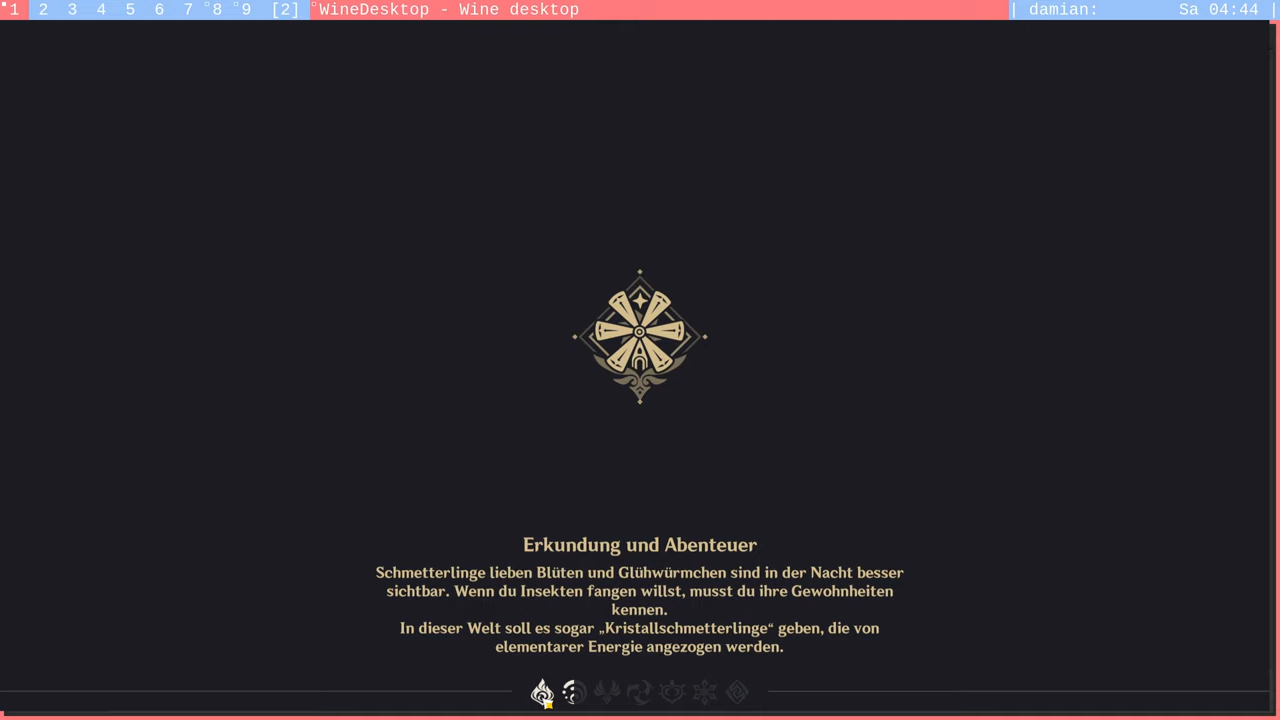 1 2 3 4 5 6 7 8 9 [2] WineDesktop - Wine desktop | damian: Sa 04:44 |
Erkundung und Abenteuer
Schmetterlinge lieben Blüten und Glühwürmchen sind in der Nacht besser
sichtbar. Wenn du Insekten fangen willst, musst du ihre Gewohnheiten
kennen.
In dieser Welt soll es sogar „Kristallschmetterlinge“ geben, die von
elementarer Energie angezogen werden.